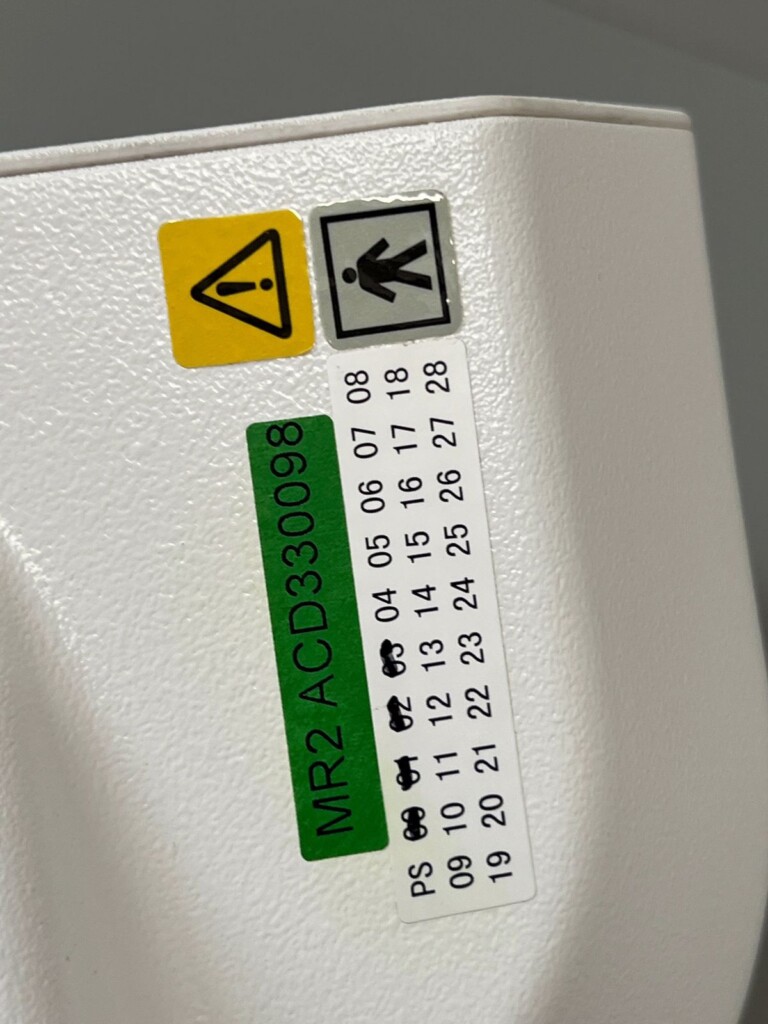 MR2 ACD330098
PS 00 01 02 03 04 05 06 07 08
09 10 11 12 13 14 15 16 17 18
19 20 21 22 23 24 25 26 27 28